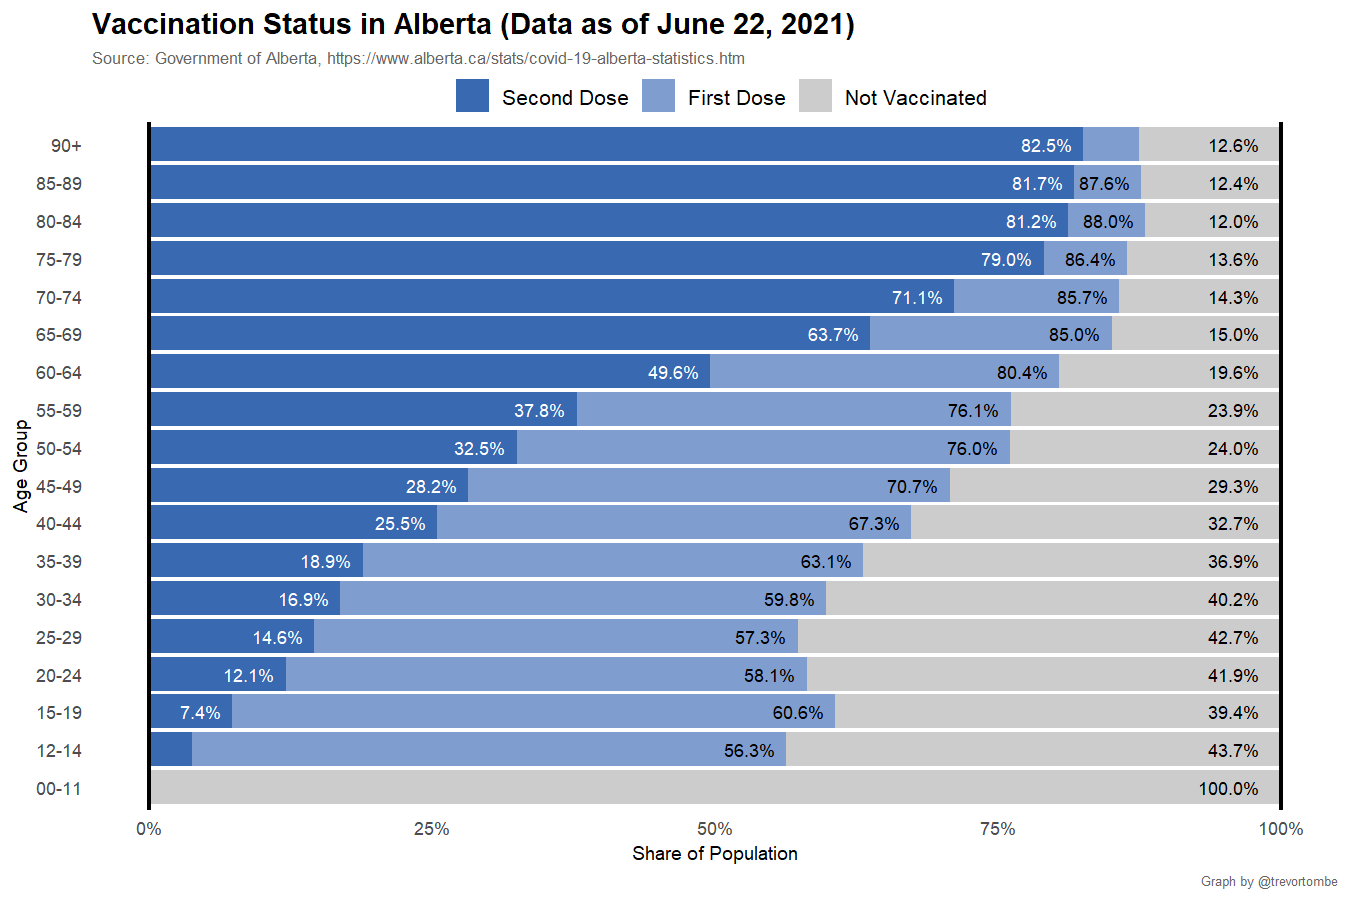 Vaccination Status in Alberta (Data as of June 22, 2021)
Source: Government of Alberta, https://www.alberta.ca/stats/covid-19-alberta-statistics.htm
Second Dose First Dose Not Vaccinated
90+ 82.5% 12.6%
85-89 81.7% 87.6% 12.4%
80-84 81.2% 88.0% 12.0%
75-79 79.0% 86.4% 13.6%
70-74 71.1% 85.7% 14.3%
65-69 63.7% 85.0% 15.0%
60-64 49.6% 80.4% 19.6%
55-59 37.8% 76.1% 23.9%
50-54 32.5% 76.0% 24.0%
45-49 28.2% 70.7% 29.3%
40-44 25.5% 67.3% 32.7%
35-39 18.9% 63.1% 36.9%
30-34 16.9% 59.8% 40.2%
25-29 14.6% 57.3% 42.7%
20-24 12.1% 58.1% 41.9%
15-19 7.4% 60.6% 39.4%
12-14 56.3% 43.7%
00-11 100.0%
Age Group
0% 25% 50% 75% 100%
Share of Population
Graph by @trevortombe